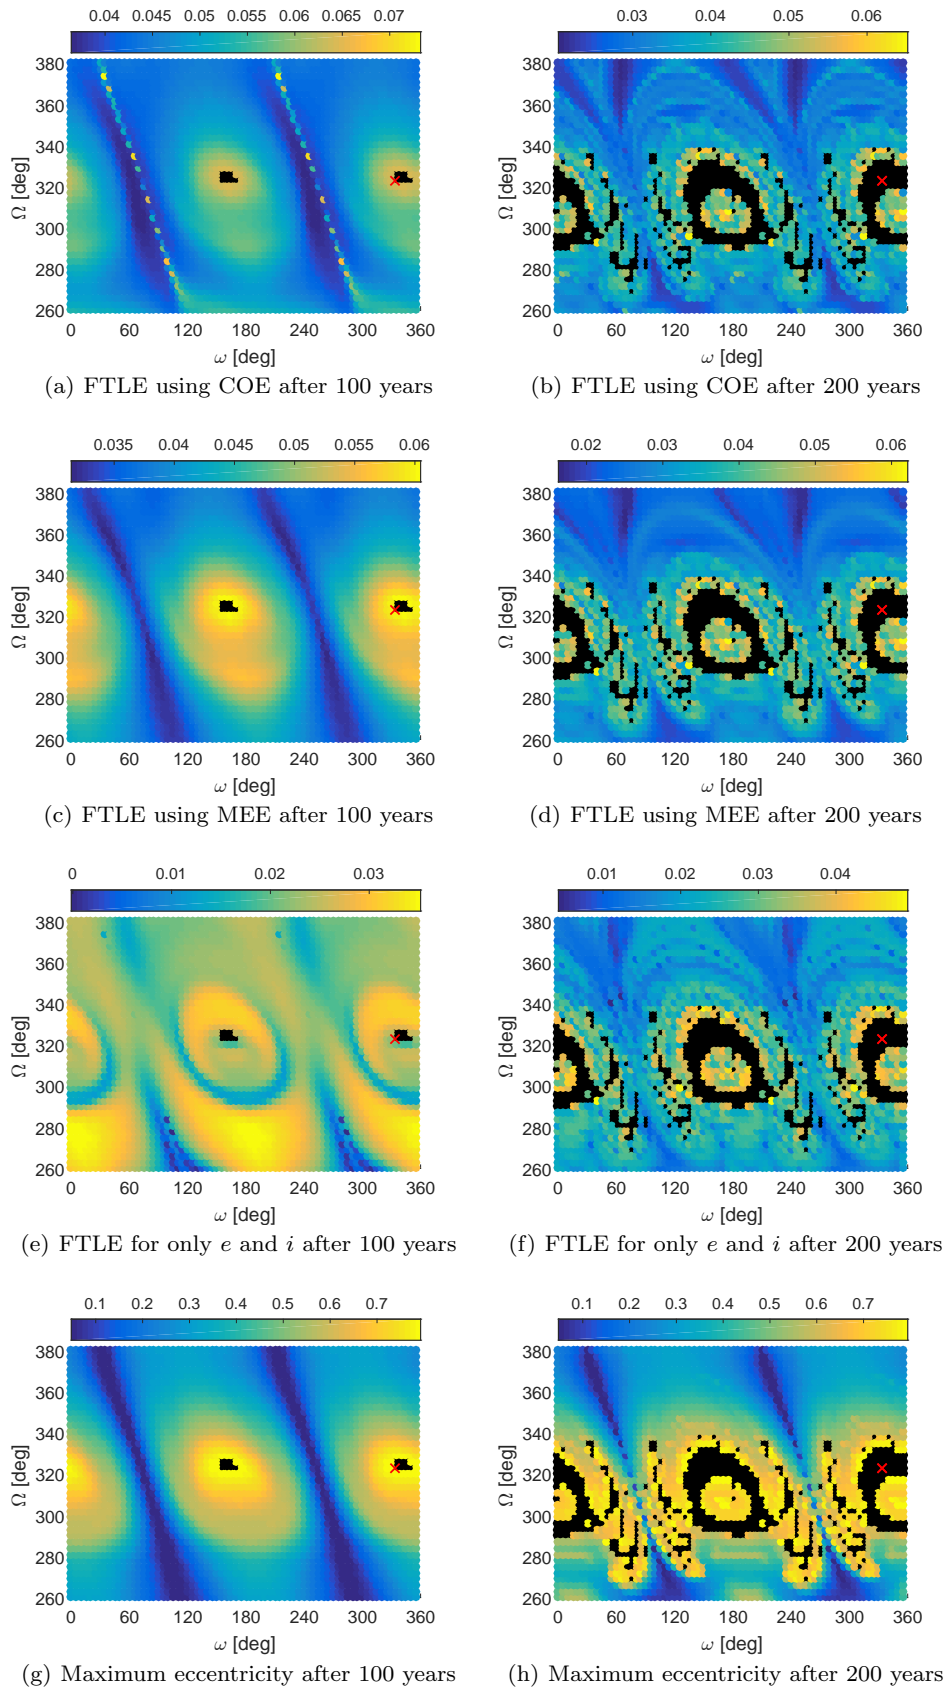 0.04 0.045 0.05 0.055 0.06 0.065 0.07
380
360
340
320
300
280
260
Ω [deg]
0 60 120 180 240 300 360
ω [deg]
(a) FTLE using COE after 100 years
0.03 0.04 0.05 0.06
380
360
340
320
300
280
260
Ω [deg]
0 60 120 180 240 300 360
ω [deg]
(b) FTLE using COE after 200 years
0.035 0.04 0.045 0.05 0.055 0.06
380
360
340
320
300
280
260
Ω [deg]
0 60 120 180 240 300 360
ω [deg]
(c) FTLE using MEE after 100 years
0.02 0.03 0.04 0.05 0.06
380
360
340
320
300
280
260
Ω [deg]
0 60 120 180 240 300 360
ω [deg]
(d) FTLE using MEE after 200 years
0 0.01 0.02 0.03
380
360
340
320
300
280
260
Ω [deg]
0 60 120 180 240 300 360
ω [deg]
(e) FTLE for only e and i after 100 years
0.01 0.02 0.03 0.04
380
360
340
320
300
280
260
Ω [deg]
0 60 120 180 240 300 360
ω [deg]
(f) FTLE for only e and i after 200 years
0.1 0.2 0.3 0.4 0.5 0.6 0.7
380
360
340
320
300
280
260
Ω [deg]
0 60 120 180 240 300 360
ω [deg]
(g) Maximum eccentricity after 100 years
0.1 0.2 0.3 0.4 0.5 0.6 0.7
380
360
340
320
300
280
260
Ω [deg]
0 60 120 180 240 300 360
ω [deg]
(h) Maximum eccentricity after 200 years